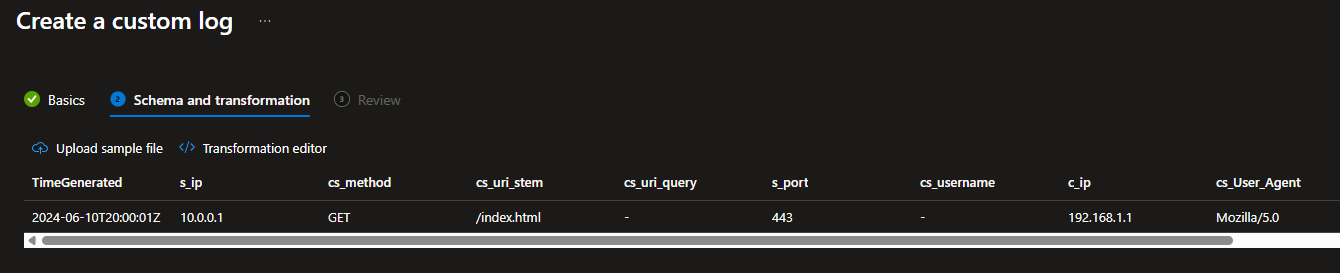 Create a custom log ...
Basics 2 Schema and transformation 3 Review
Upload sample file </> Transformation editor
TimeGenerated s_ip cs_method cs_uri_stem cs_uri_query s_port cs_username c_ip cs_User_Agent
2024-06-10T20:00:01Z 10.0.0.1 GET /index.html - 443 - 192.168.1.1 Mozilla/5.0